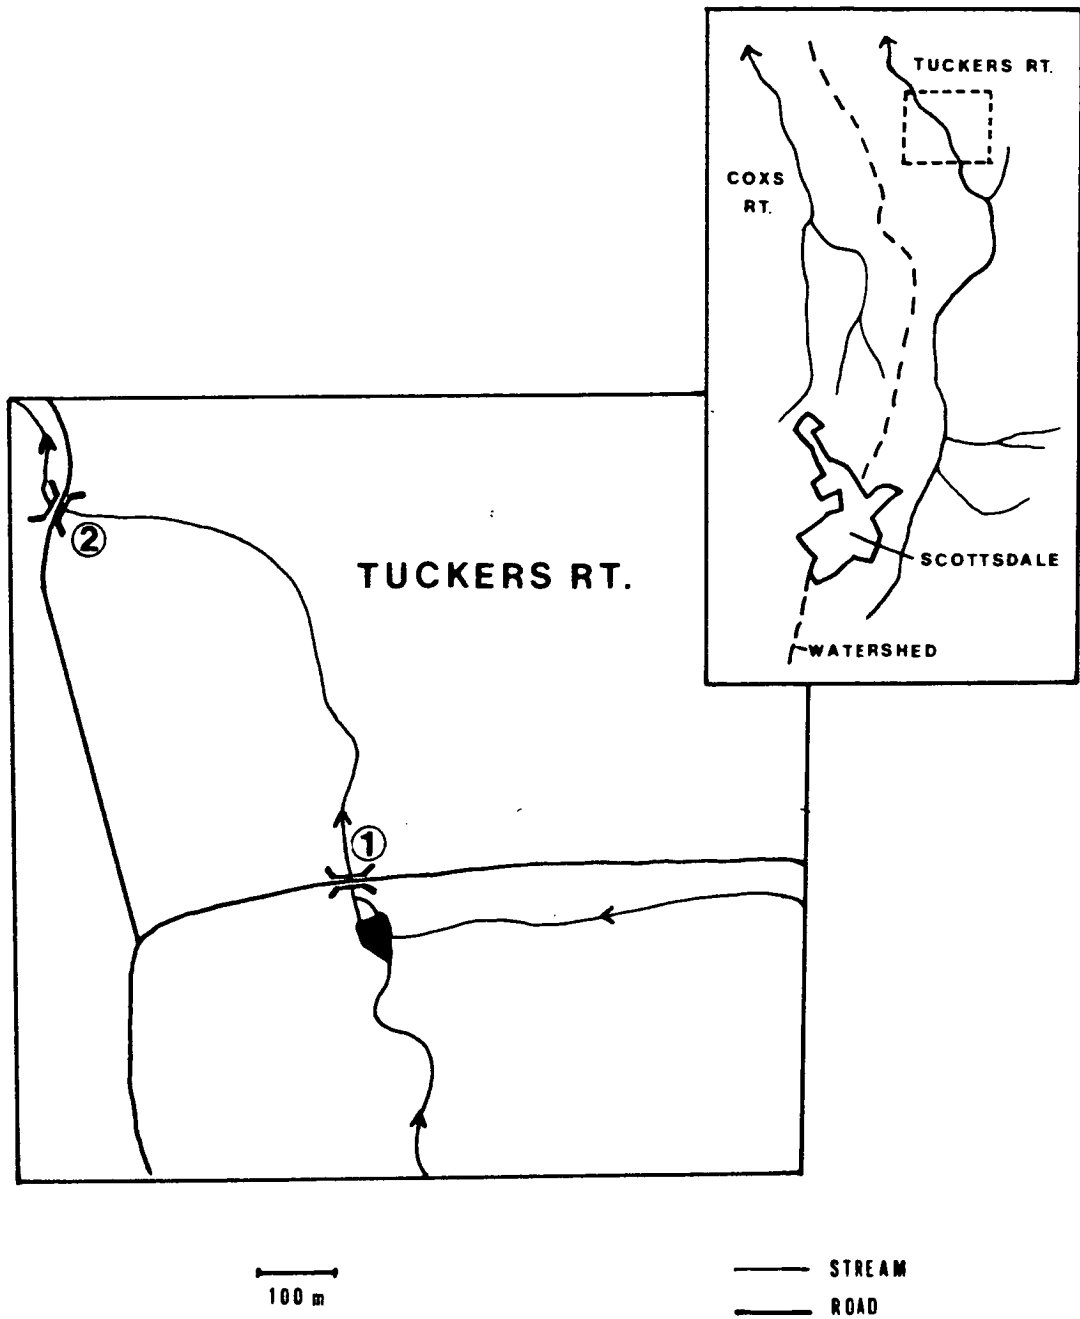 TUCKERS RT.
COXS
RT.
SCOTTSDALE
WATERSHED
2
TUCKERS RT.
1
100 m
STREAM
ROAD